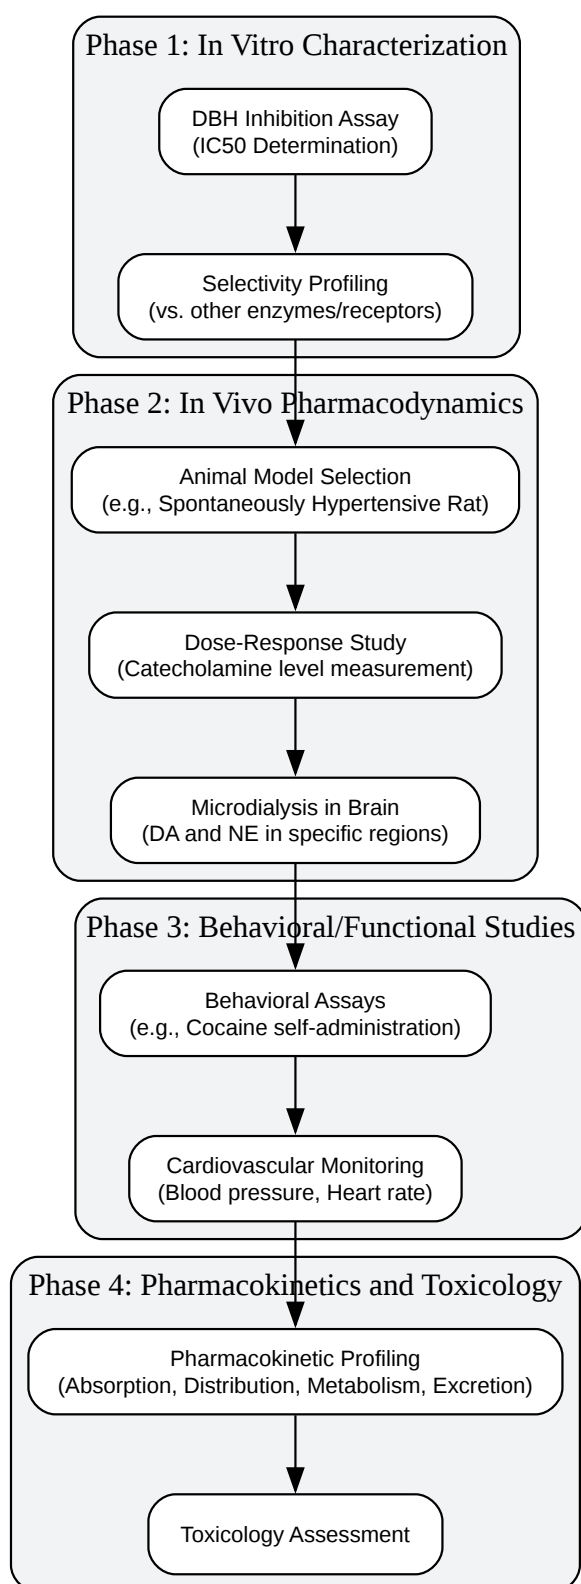 Phase 1: In Vitro Characterization
DBH Inhibition Assay
(IC50 Determination)
Selectivity Profiling
(vs. other enzymes/receptors)
Phase 2: In Vivo Pharmacodynamics
Animal Model Selection
(e.g., Spontaneously Hypertensive Rat)
Dose-Response Study
(Catecholamine level measurement)
Microdialysis in Brain
(DA and NE in specific regions)
Phase 3: Behavioral/Functional Studies
Behavioral Assays
(e.g., Cocaine self-administration)
Cardiovascular Monitoring
(Blood pressure, Heart rate)
Phase 4: Pharmacokinetics and Toxicology
Pharmacokinetic Profiling
(Absorption, Distribution, Metabolism, Excretion)
Toxicology Assessment